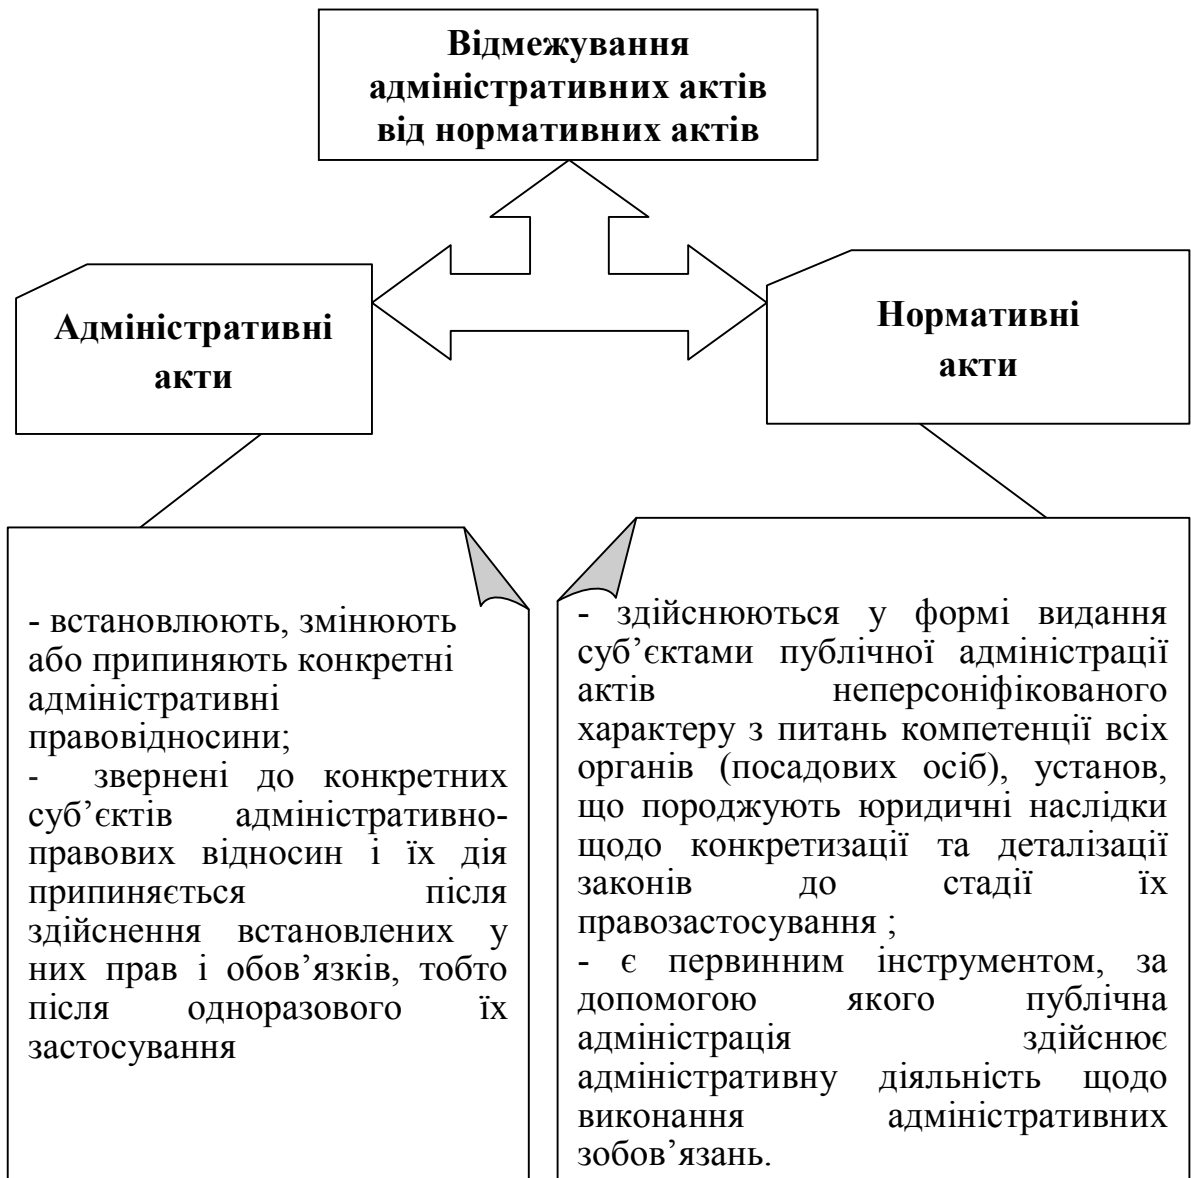 Відмежування
адміністративних актів
від нормативних актів
Адміністративні
акти
Нормативні
акти
- встановлюють, змінюють
або припиняють конкретні
адміністративні
правовідносини;
- звернені до конкретних
суб’єктів адміністративно-
правових відносин і їх дія
припиняється після
здійснення встановлених у
них прав і обов’язків, тобто
після одноразового їх
застосування
- здійснюються у формі видання
суб’єктами публічної адміністрації
актів неперсоніфікованого
характеру з питань компетенції всіх
органів (посадових осіб), установ,
що породжують юридичні наслідки
щодо конкретизації та деталізації
законів до стадії їх
правозастосування ;
- є первинним інструментом, за
допомогою якого публічна
адміністрація здійснює
адміністративну діяльність щодо
виконання адміністративних
зобов’язань.